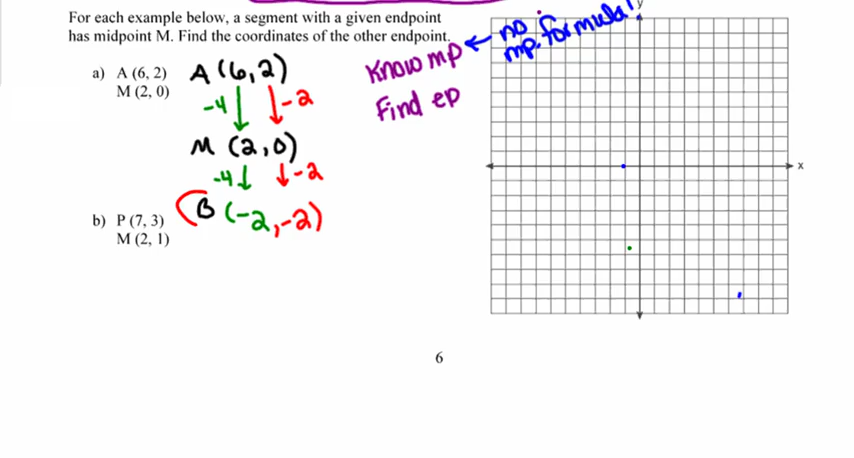 For each example below, a segment with a given endpoint
has midpoint M. Find the coordinates of the other endpoint.
Know mp ← no
mp. formula!
Find ep
a) A (6, 2)
M (2, 0)
A (6,2)
-4 ↓ ↓ -2
M (2,0)
-4 ↓ ↓ -2
B (-2,-2)
b) P (7, 3)
M (2, 1)
y
x
6